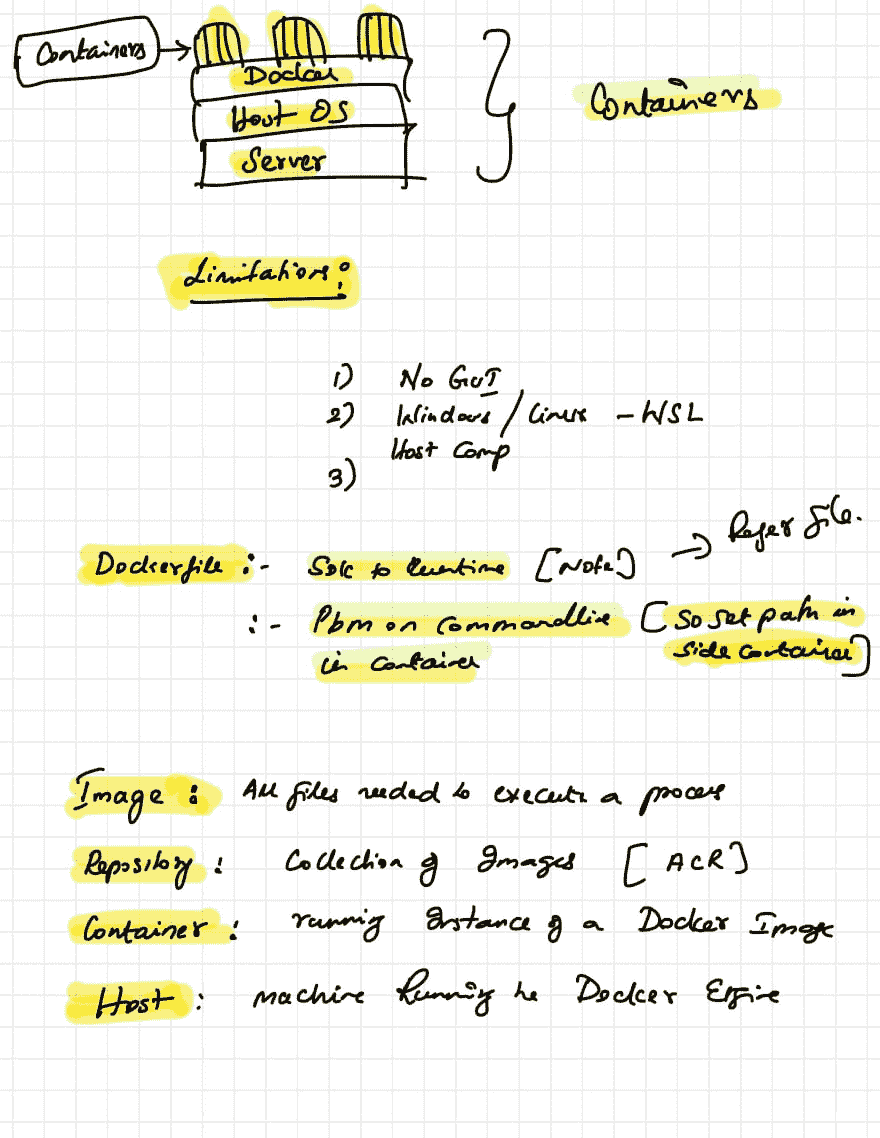 Containers
Docker
Host OS
Server
Containers
Limitations:
1) No GUI
2) Windows / Linux - WSL
Host Comp
3)
Dockerfile :- SDK to Runtime [Note] → Refer file.
:- Pbm on Commandline [so set path in
in container side container]
Image : All files needed to execute a process
Repository : Collection of Images [ACR]
Container : running Instance of a Docker Image
Host : machine Running the Docker Engine